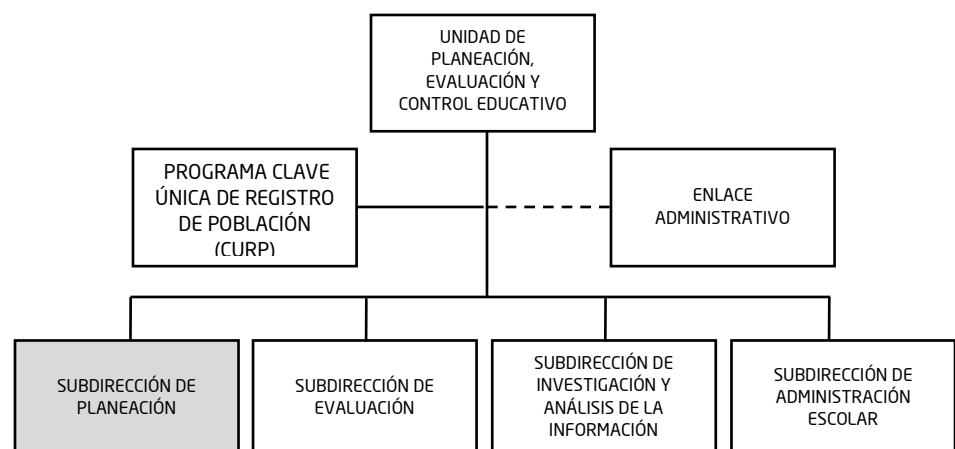 UNIDAD DE
PLANEACIÓN,
EVALUACIÓN Y
CONTROL EDUCATIVO
PROGRAMA CLAVE
ÚNICA DE REGISTRO
DE POBLACIÓN
(CURP)
ENLACE
ADMINISTRATIVO
SUBDIRECCIÓN DE
PLANEACIÓN
SUBDIRECCIÓN DE
EVALUACIÓN
SUBDIRECCIÓN DE
INVESTIGACIÓN Y
ANÁLISIS DE LA
INFORMACIÓN
SUBDIRECCIÓN DE
ADMINISTRACIÓN
ESCOLAR